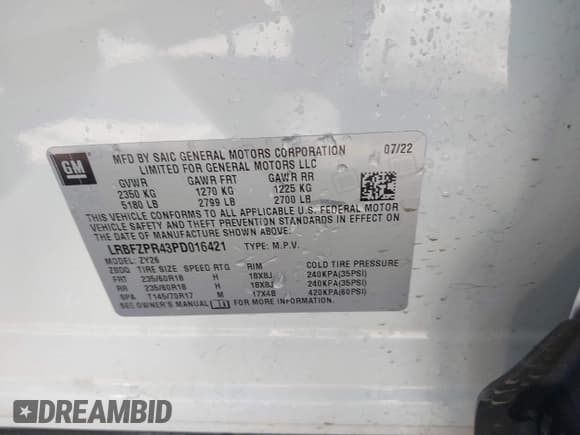 GM
MFD BY SAIC GENERAL MOTORS CORPORATION 07/22
LIMITED FOR GENERAL MOTORS LLC
GVWR GAWR FRT GAWR RR
2350 KG 1270 KG 1225 KG
5180 LB 2799 LB 2700 LB
THIS VEHICLE CONFORMS TO ALL APPLICABLE U.S. FEDERAL MOTOR
VEHICLE SAFETY AND THEFT PREVENTION STANDARDS IN EFFECT ON
THE DATE OF MANUFACTURE SHOWN ABOVE.
LRBFZPR43PD016421 TYPE: M.P.V.
MODEL: ZY26
ZBDQ TIRE SIZE SPEED RTG RIM COLD TIRE PRESSURE
FRT 235/60R18 H 18X8J 240KPA(35PSI)
RR 235/60R18 H 18X8J 240KPA(35PSI)
SPA T145/70R17 M 17X4B 420KPA(60PSI)
SEE OWNER'S MANUAL FOR MORE INFORMATION.
DREAMBID